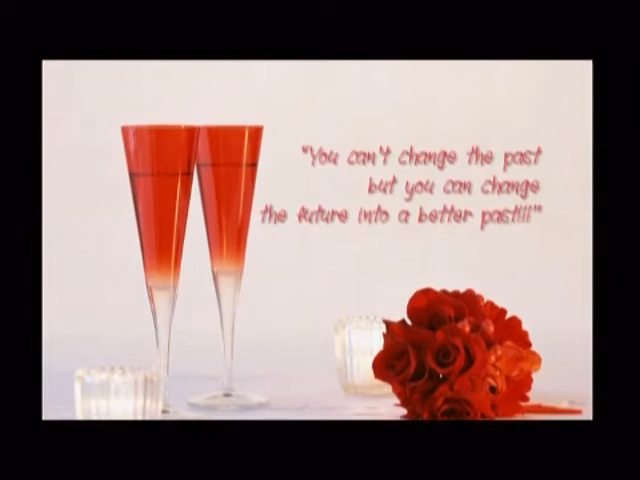 "You can't change the past
but you can change
the future into a better past!!!"